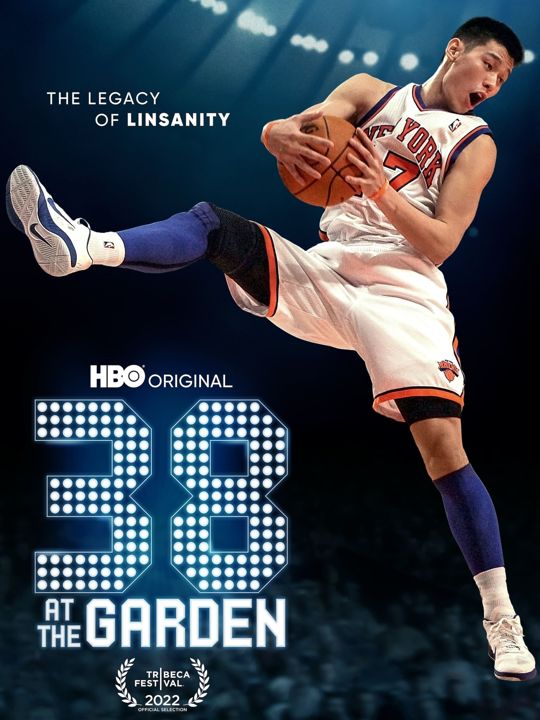 THE LEGACY
OF LINSANITY
NEW YORK
7
HBO ORIGINAL
38
AT
THE GARDEN
TRIBECA
FESTIVAL
2022
OFFICIAL SELECTION